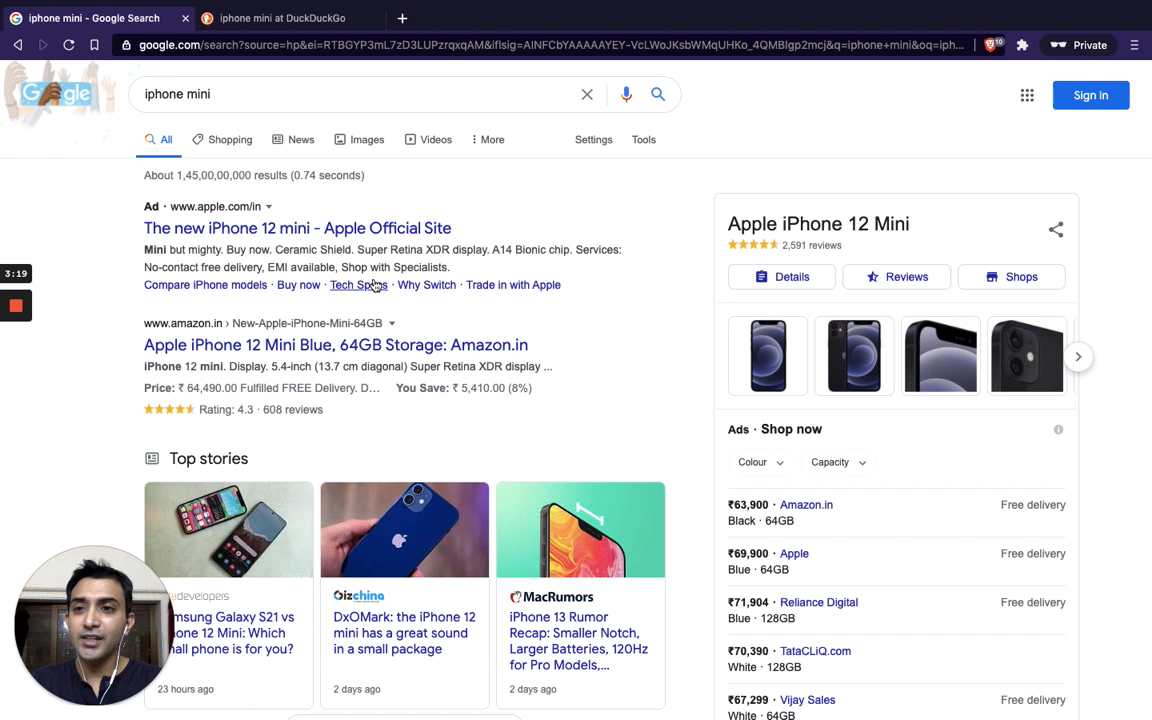 iphone mini - Google Search
iphone mini at DuckDuckGo
google.com/search?source=hp&ei=RTBGYP3mL7zD3LUPzrqxqAM&iflsig=AINFCbYAAAAAYEY-VcLWoJKsbWMqUHKo_4QMBlgp2mcj&q=iphone+mini&oq=iph...
10
Private
Google
iphone mini
Sign in
All
Shopping
News
Images
Videos
More
Settings
Tools
About 1,45,00,00,000 results (0.74 seconds)
Ad · www.apple.com/in
The new iPhone 12 mini - Apple Official Site
Mini but mighty. Buy now. Ceramic Shield. Super Retina XDR display. A14 Bionic chip. Services:
No-contact free delivery, EMI available, Shop with Specialists.
Compare iPhone models · Buy now · Tech Specs · Why Switch · Trade in with Apple
www.amazon.in › New-Apple-iPhone-Mini-64GB
Apple iPhone 12 Mini Blue, 64GB Storage: Amazon.in
iPhone 12 mini. Display. 5.4-inch (13.7 cm diagonal) Super Retina XDR display ...
Price: ₹ 64,490.00 Fulfilled FREE Delivery. D... You Save: ₹ 5,410.00 (8%)
Rating: 4.3 · 608 reviews
Top stories
developers
msung Galaxy S21 vs
one 12 Mini: Which
all phone is for you?
23 hours ago
Gizchina
DxOMark: the iPhone 12
mini has a great sound
in a small package
2 days ago
MacRumors
iPhone 13 Rumor
Recap: Smaller Notch,
Larger Batteries, 120Hz
for Pro Models,...
2 days ago
Apple iPhone 12 Mini
2,591 reviews
Details
Reviews
Shops
Ads · Shop now
Colour
Capacity
₹63,900 · Amazon.in Free delivery
Black · 64GB
₹69,900 · Apple Free delivery
Blue · 64GB
₹71,904 · Reliance Digital Free delivery
Blue · 128GB
₹70,390 · TataCLiQ.com
White · 128GB
₹67,299 · Vijay Sales Free delivery
White · 64GB
3:19